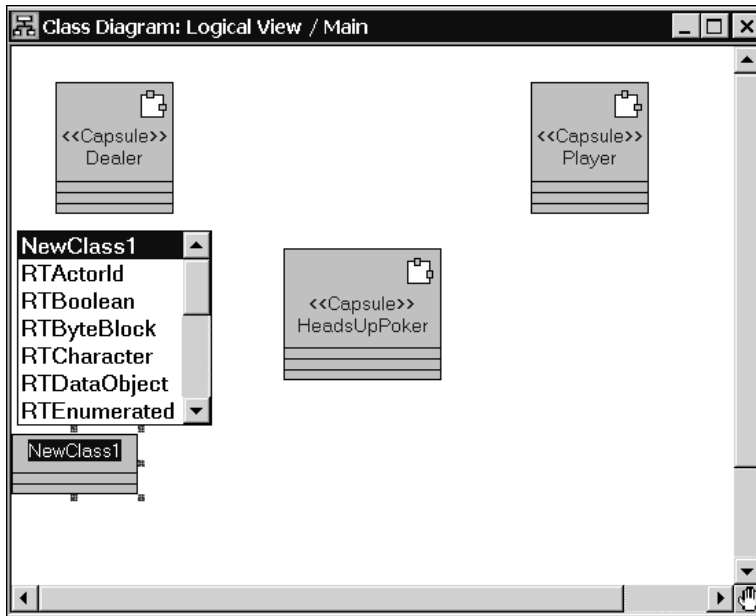 Class Diagram: Logical View / Main
<<Capsule>>
Dealer
<<Capsule>>
Player
NewClass1
RTActorId
RTBoolean
RTByteBlock
RTCharacter
RTDataObject
RTEnumerated
<<Capsule>>
HeadsUpPoker
NewClass1